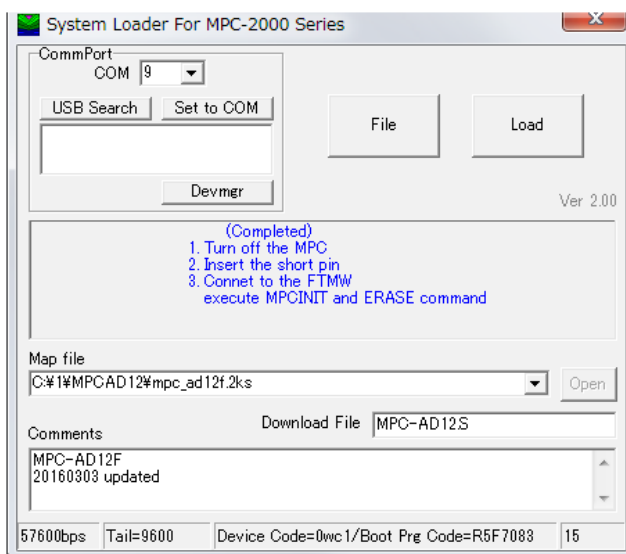 System Loader For MPC-2000 Series
X
CommPort
COM 9
USB Search Set to COM
File Load
Devmgr
Ver 2.00
(Completed)
1. Turn off the MPC
2. Insert the short pin
3. Connet to the FTMW
execute MPCINIT and ERASE command
Map file
C:¥1¥MPCAD12¥mpc_ad12f.2ks Open
Download File MPC-AD12.S
Comments
MPC-AD12F
20160303 updated
57600bps Tail=9600 Device Code=0wc1/Boot Prg Code=R5F7083 15